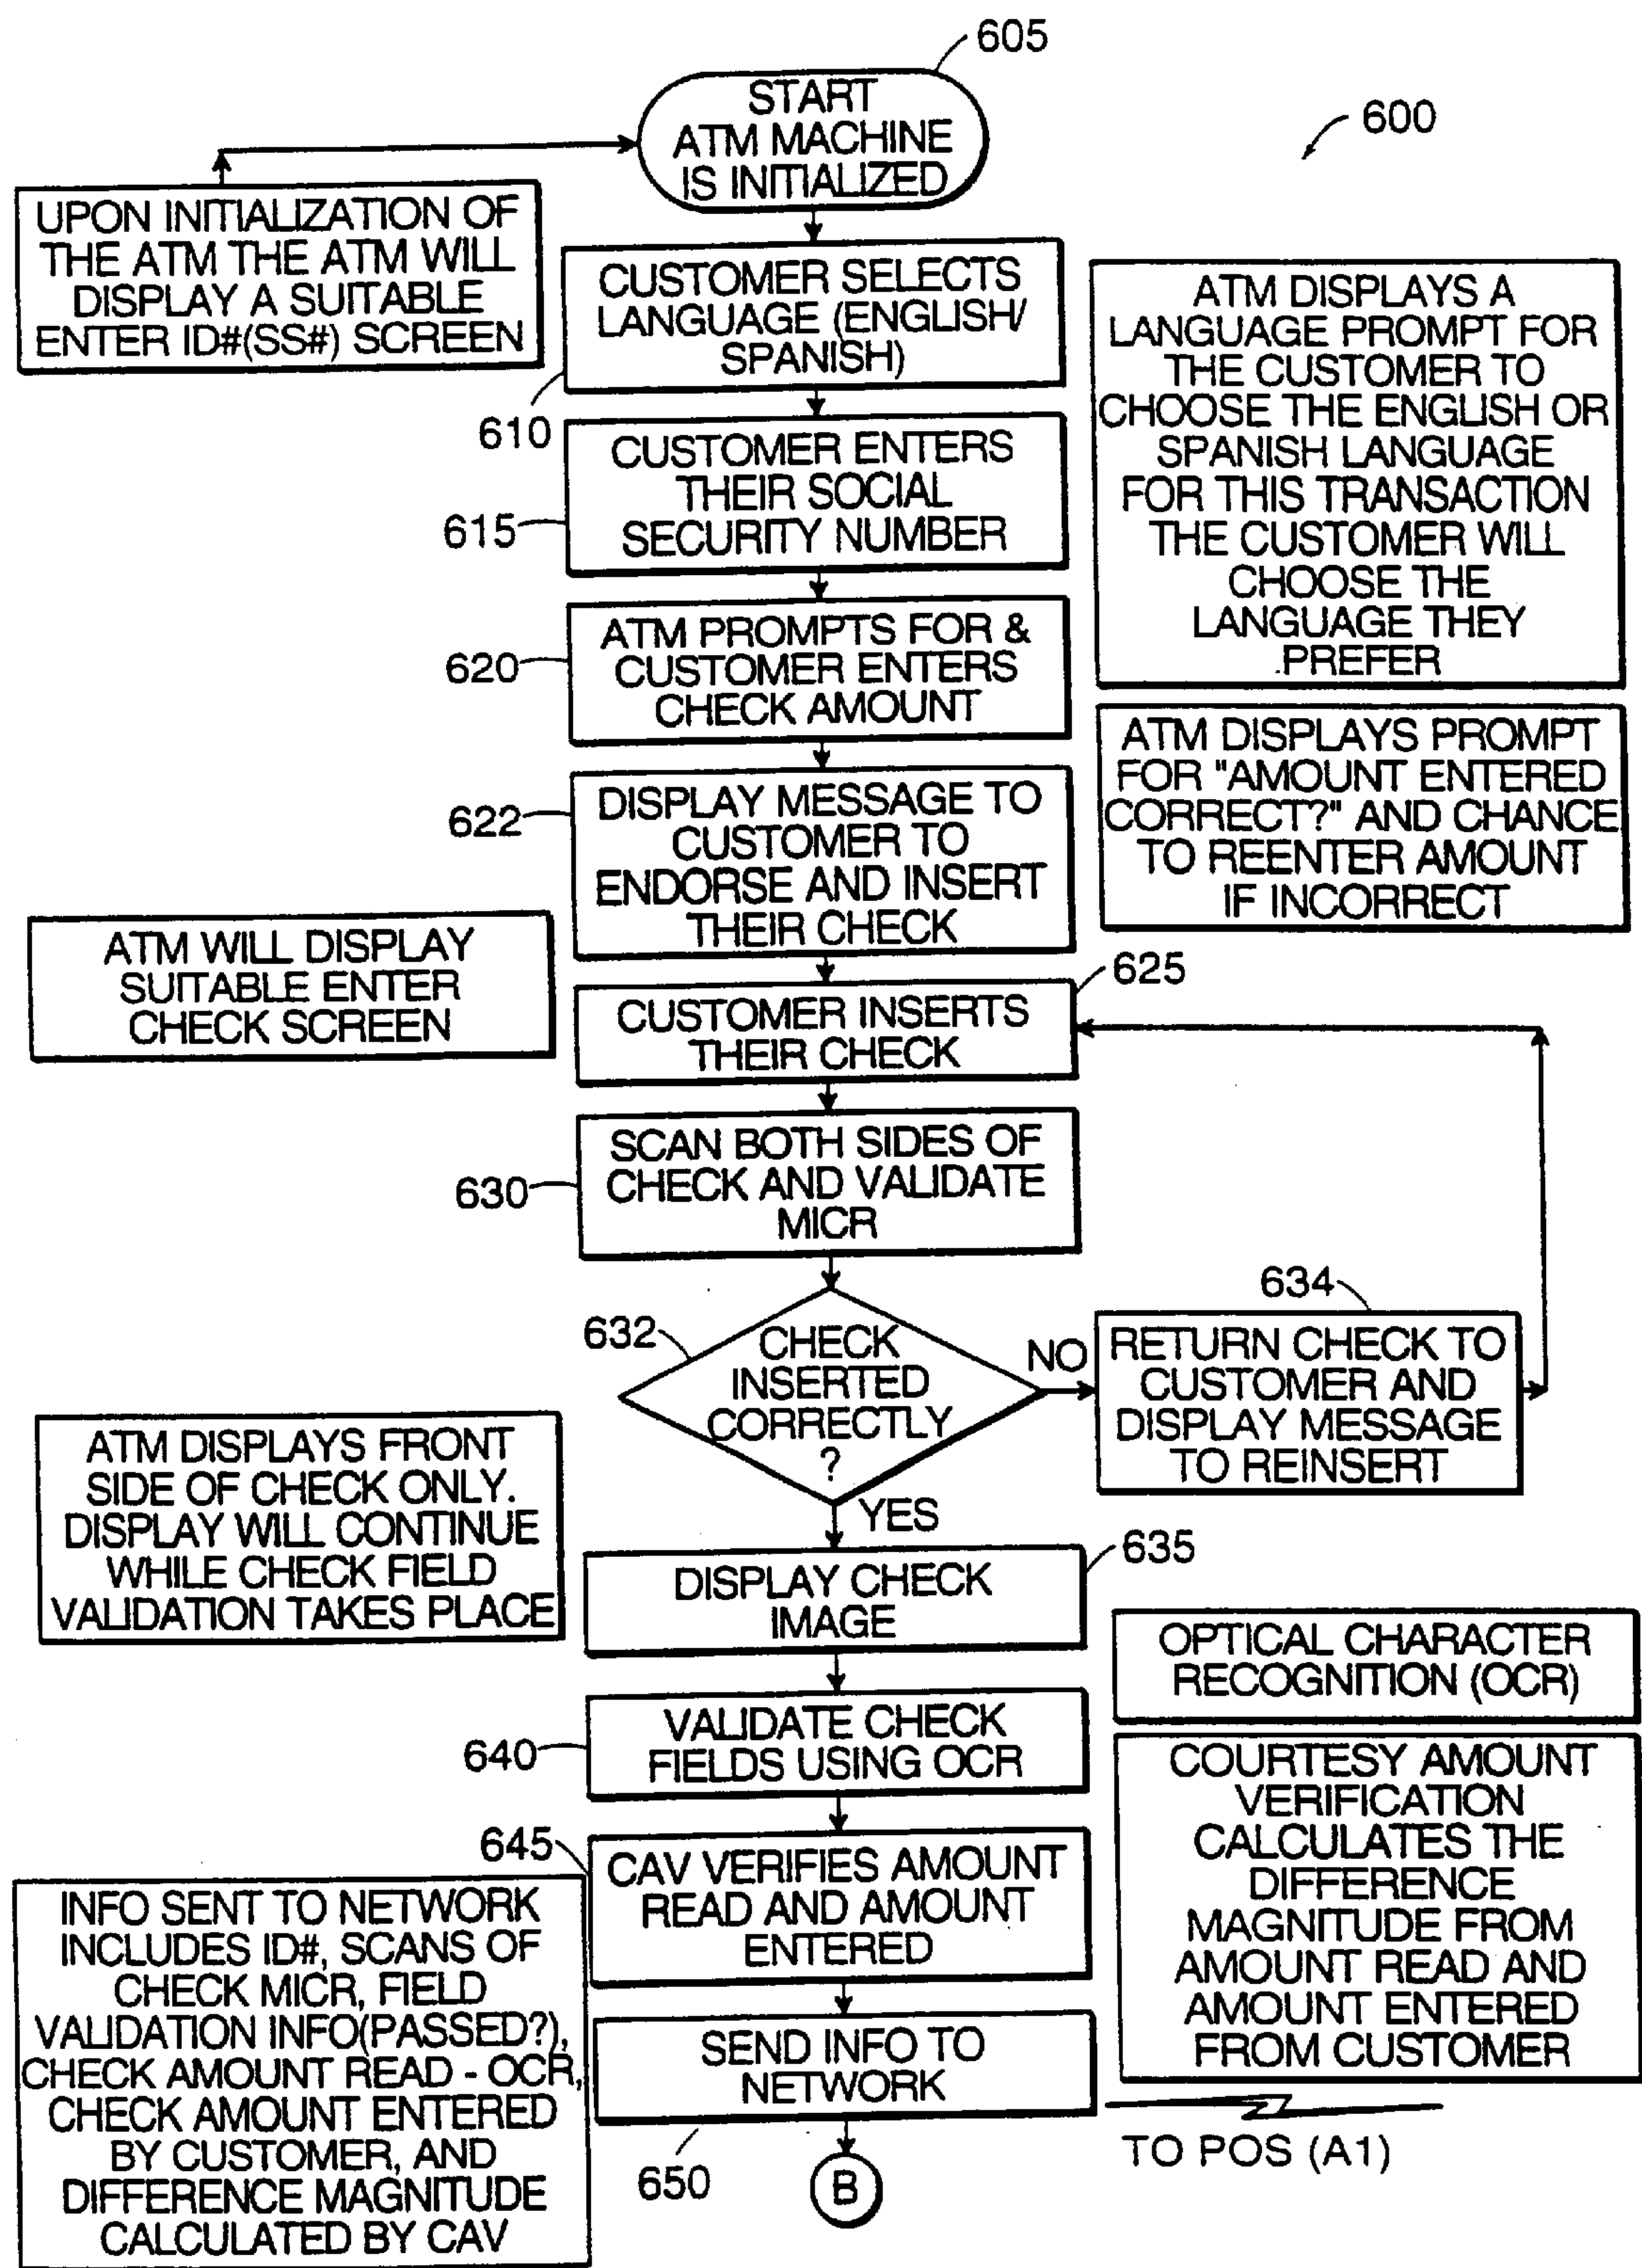 605
START
ATM MACHINE
IS INITIALIZED
600
UPON INITIALIZATION OF
THE ATM THE ATM WILL
DISPLAY A SUITABLE
ENTER ID#(SS#) SCREEN
CUSTOMER SELECTS
LANGUAGE (ENGLISH/
SPANISH)
610
ATM DISPLAYS A
LANGUAGE PROMPT FOR
THE CUSTOMER TO
CHOOSE THE ENGLISH OR
SPANISH LANGUAGE
FOR THIS TRANSACTION
THE CUSTOMER WILL
CHOOSE THE
LANGUAGE THEY
PREFER
CUSTOMER ENTERS
THEIR SOCIAL
SECURITY NUMBER
615
ATM PROMPTS FOR &
CUSTOMER ENTERS
CHECK AMOUNT
620
ATM DISPLAYS PROMPT
FOR "AMOUNT ENTERED
CORRECT?" AND CHANCE
TO REENTER AMOUNT
IF INCORRECT
DISPLAY MESSAGE TO
CUSTOMER TO
ENDORSE AND INSERT
THEIR CHECK
622
ATM WILL DISPLAY
SUITABLE ENTER
CHECK SCREEN
625
CUSTOMER INSERTS
THEIR CHECK
SCAN BOTH SIDES OF
CHECK AND VALIDATE
MICR
630
632
CHECK
INSERTED
CORRECTLY
?
NO
634
RETURN CHECK TO
CUSTOMER AND
DISPLAY MESSAGE
TO REINSERT
YES
ATM DISPLAYS FRONT
SIDE OF CHECK ONLY.
DISPLAY WILL CONTINUE
WHILE CHECK FIELD
VALIDATION TAKES PLACE
635
DISPLAY CHECK
IMAGE
OPTICAL CHARACTER
RECOGNITION (OCR)
VALIDATE CHECK
FIELDS USING OCR
640
COURTESY AMOUNT
VERIFICATION
CALCULATES THE
DIFFERENCE
MAGNITUDE FROM
AMOUNT READ AND
AMOUNT ENTERED
FROM CUSTOMER
645
CAV VERIFIES AMOUNT
READ AND AMOUNT
ENTERED
INFO SENT TO NETWORK
INCLUDES ID#, SCANS OF
CHECK MICR, FIELD
VALIDATION INFO(PASSED?),
CHECK AMOUNT READ - OCR,
CHECK AMOUNT ENTERED
BY CUSTOMER, AND
DIFFERENCE MAGNITUDE
CALCULATED BY CAV
SEND INFO TO
NETWORK
650
TO POS (A1)
B